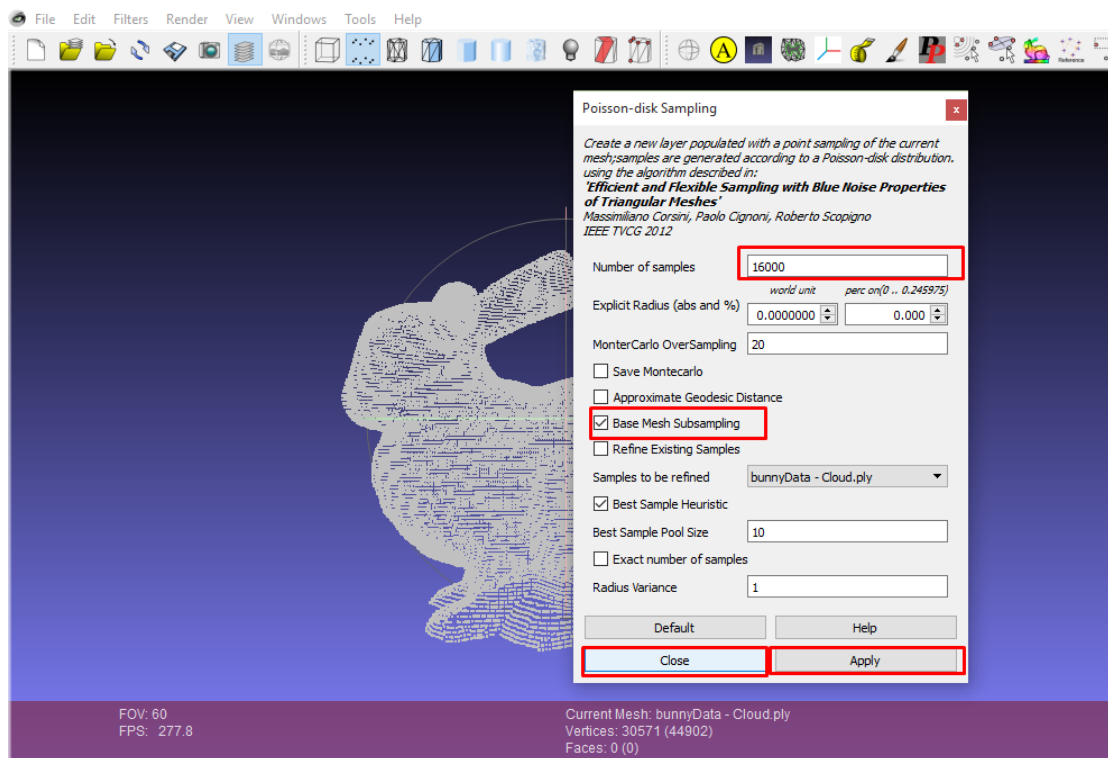 File Edit Filters Render View Windows Tools Help
A
Pp
Reference
Poisson-disk Sampling
x
Create a new layer populated with a point sampling of the current
mesh;samples are generated according to a Poisson-disk distribution.
using the algorithm described in:
'Efficient and Flexible Sampling with Blue Noise Properties
of Triangular Meshes'
Massimiliano Corsini, Paolo Cignoni, Roberto Scopigno
IEEE TVCG 2012
Number of samples 16000
world unit perc on(0 .. 0.245975)
Explicit Radius (abs and %) 0.0000000 0.000
MonterCarlo OverSampling 20
Save Montecarlo
Approximate Geodesic Distance
Base Mesh Subsampling
Refine Existing Samples
Samples to be refined bunnyData - Cloud.ply
Best Sample Heuristic
Best Sample Pool Size 10
Exact number of samples
Radius Variance 1
Default Help
Close Apply
FOV: 60 Current Mesh: bunnyData - Cloud.ply
FPS: 277.8 Vertices: 30571 (44902)
Faces: 0 (0)